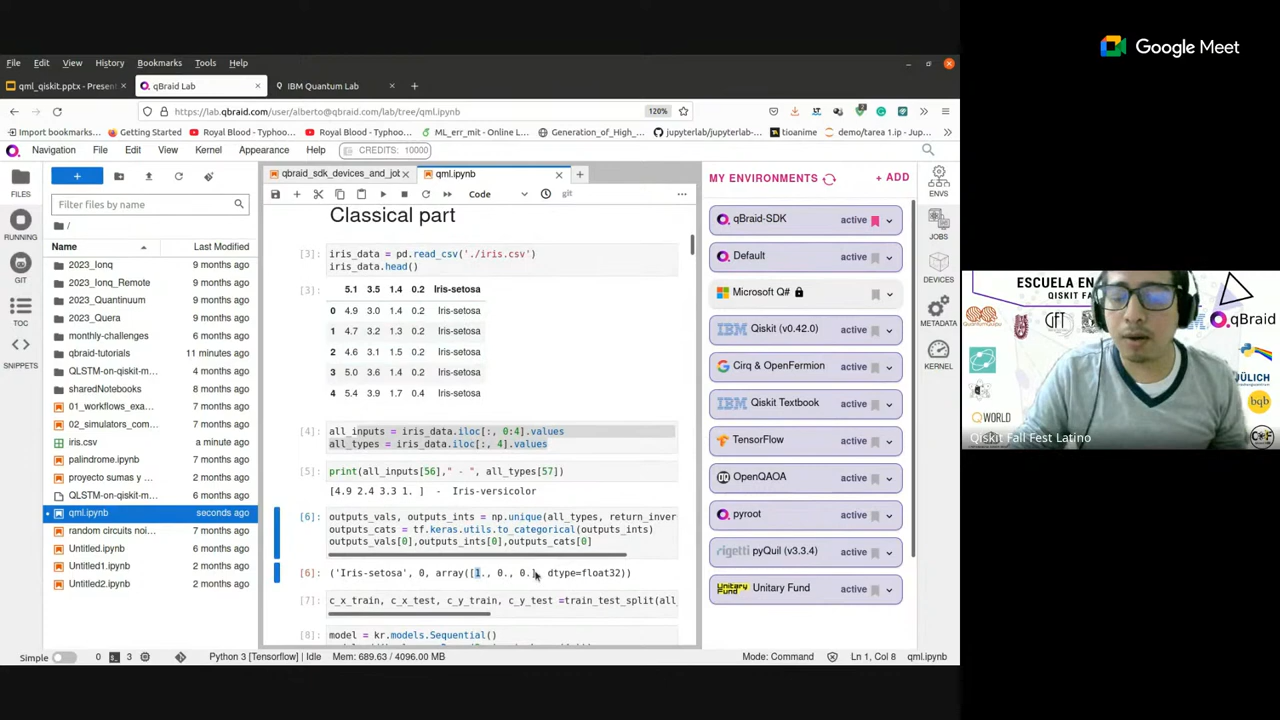 Google Meet
File Edit View History Bookmarks Tools Help
qml_qiskit.pptx - Presen
qBraid Lab
IBM Quantum Lab
https://lab.qbraid.com/user/alberto@qbraid.com/lab/tree/qml.ipynb
120%
Import bookmarks...
Getting Started
Royal Blood - Typhoo...
Royal Blood - Typhoo...
ML_err_mit - Online L...
Generation_of_High_...
jupyterlab/jupyterlab-...
tioanime
demo/tarea 1.ip - Jup...
Navigation File Edit View Kernel Appearance Help
CREDITS: 10000
FILES
RUNNING
GIT
TOC
SNIPPETS
Filter files by name
/
Name Last Modified
2023_Ionq 9 months ago
2023_Ionq_Remote 9 months ago
2023_Quantinuum 9 months ago
2023_Quera 9 months ago
monthly-challenges 6 months ago
qbraid-tutorials 11 minutes ago
QLSTM-on-qiskit-m... 6 months ago
sharedNotebooks 8 months ago
01_workflows_exa... 7 months ago
02_simulators_com... 7 months ago
iris.csv a minute ago
palindrome.ipynb 7 months ago
proyecto sumas y ... 2 months ago
QLSTM-on-qiskit-m... 6 months ago
qml.ipynb seconds ago
random circuits noi... 7 months ago
Untitled.ipynb 6 months ago
Untitled1.ipynb 2 months ago
Untitled2.ipynb 2 months ago
qbraid_sdk_devices_and_jot
qml.ipynb
Code
git
Classical part
[3]: iris_data = pd.read_csv('./iris.csv')
iris_data.head()
[3]: 5.1 3.5 1.4 0.2 Iris-setosa
0 4.9 3.0 1.4 0.2 Iris-setosa
1 4.7 3.2 1.3 0.2 Iris-setosa
2 4.6 3.1 1.5 0.2 Iris-setosa
3 5.0 3.6 1.4 0.2 Iris-setosa
4 5.4 3.9 1.7 0.4 Iris-setosa
[4]: all_inputs = iris_data.iloc[:, 0:4].values
all_types = iris_data.iloc[:, 4].values
[5]: print(all_inputs[56]," - ", all_types[57])
[4.9 2.4 3.3 1. ] - Iris-versicolor
[6]: outputs_vals, outputs_ints = np.unique(all_types, return_inver
outputs_cats = tf.keras.utils.to_categorical(outputs_ints)
outputs_vals[0],outputs_ints[0],outputs_cats[0]
[6]: ('Iris-setosa', 0, array([1., 0., 0.], dtype=float32))
[7]: c_x_train, c_x_test, c_y_train, c_y_test =train_test_split(all_
[8]: model = kr.models.Sequential()
MY ENVIRONMENTS
+ ADD
qBraid-SDK active
Default active
Microsoft Q#
IBM Qiskit (v0.42.0) active
Cirq & OpenFermion active
IBM Qiskit Textbook active
TensorFlow active
OpenQAOA active
pyroot active
rigetti pyQuil (v3.3.4) active
Unitary Fund Unitary Fund active
ENVS
JOBS
DEVICES
METADATA
KERNEL
Simple
0
3
Python 3 [Tensorflow] | Idle
Mem: 689.63 / 4096.00 MB
Mode: Command
Ln 1, Col 8
qml.ipynb
ESCUELA EN
QISKIT FA
qBraid
GFT
JÜLICH
QWORLD
bqb
Qiskit Fall Fest Latino